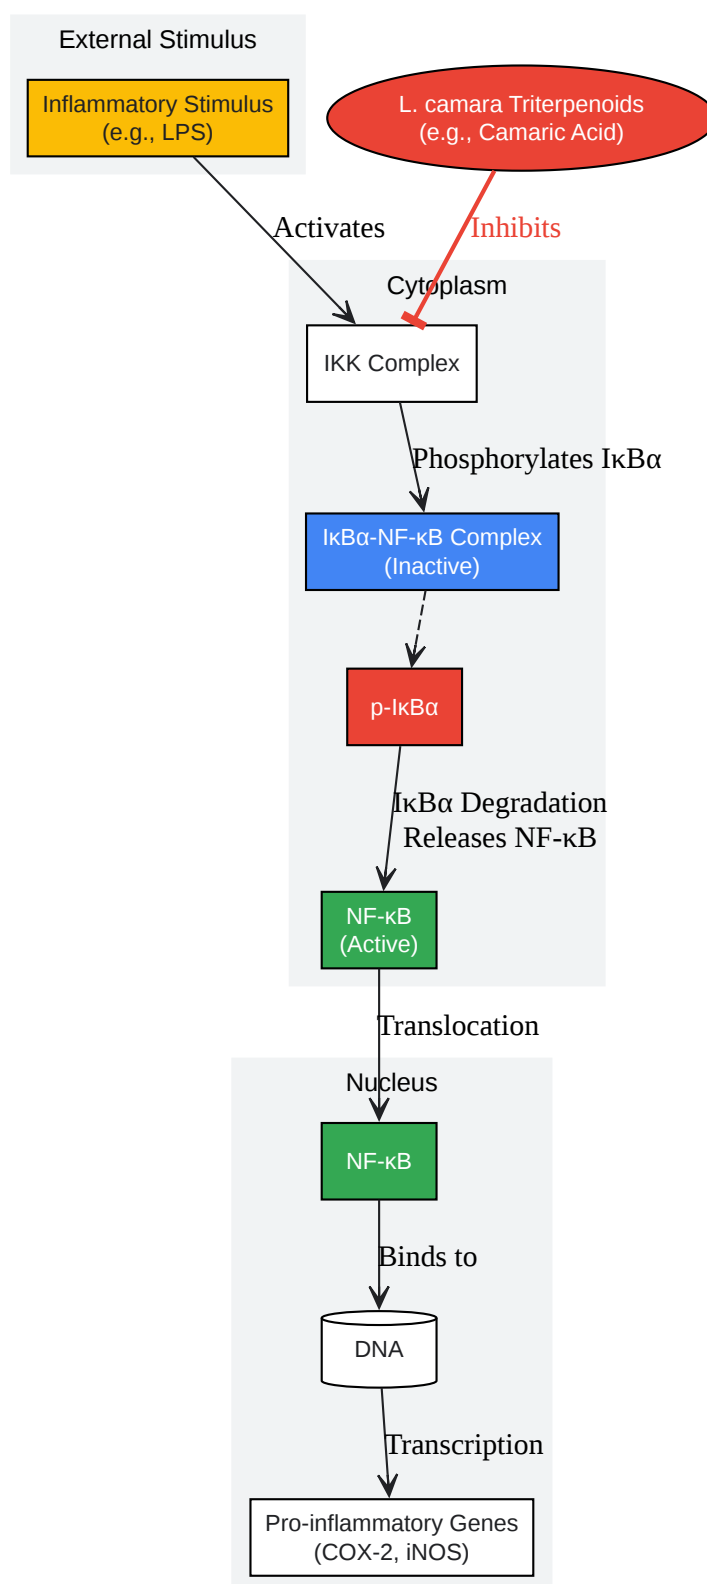 External Stimulus
Inflammatory Stimulus
(e.g., LPS)
L. camara Triterpenoids
(e.g., Camaric Acid)
Activates
Inhibits
Cytoplasm
IKK Complex
Phosphorylates IκBα
IκBα-NF-κB Complex
(Inactive)
p-IκBα
IκBα Degradation
Releases NF-κB
NF-κB
(Active)
Translocation
Nucleus
NF-κB
Binds to
DNA
Transcription
Pro-inflammatory Genes
(COX-2, iNOS)